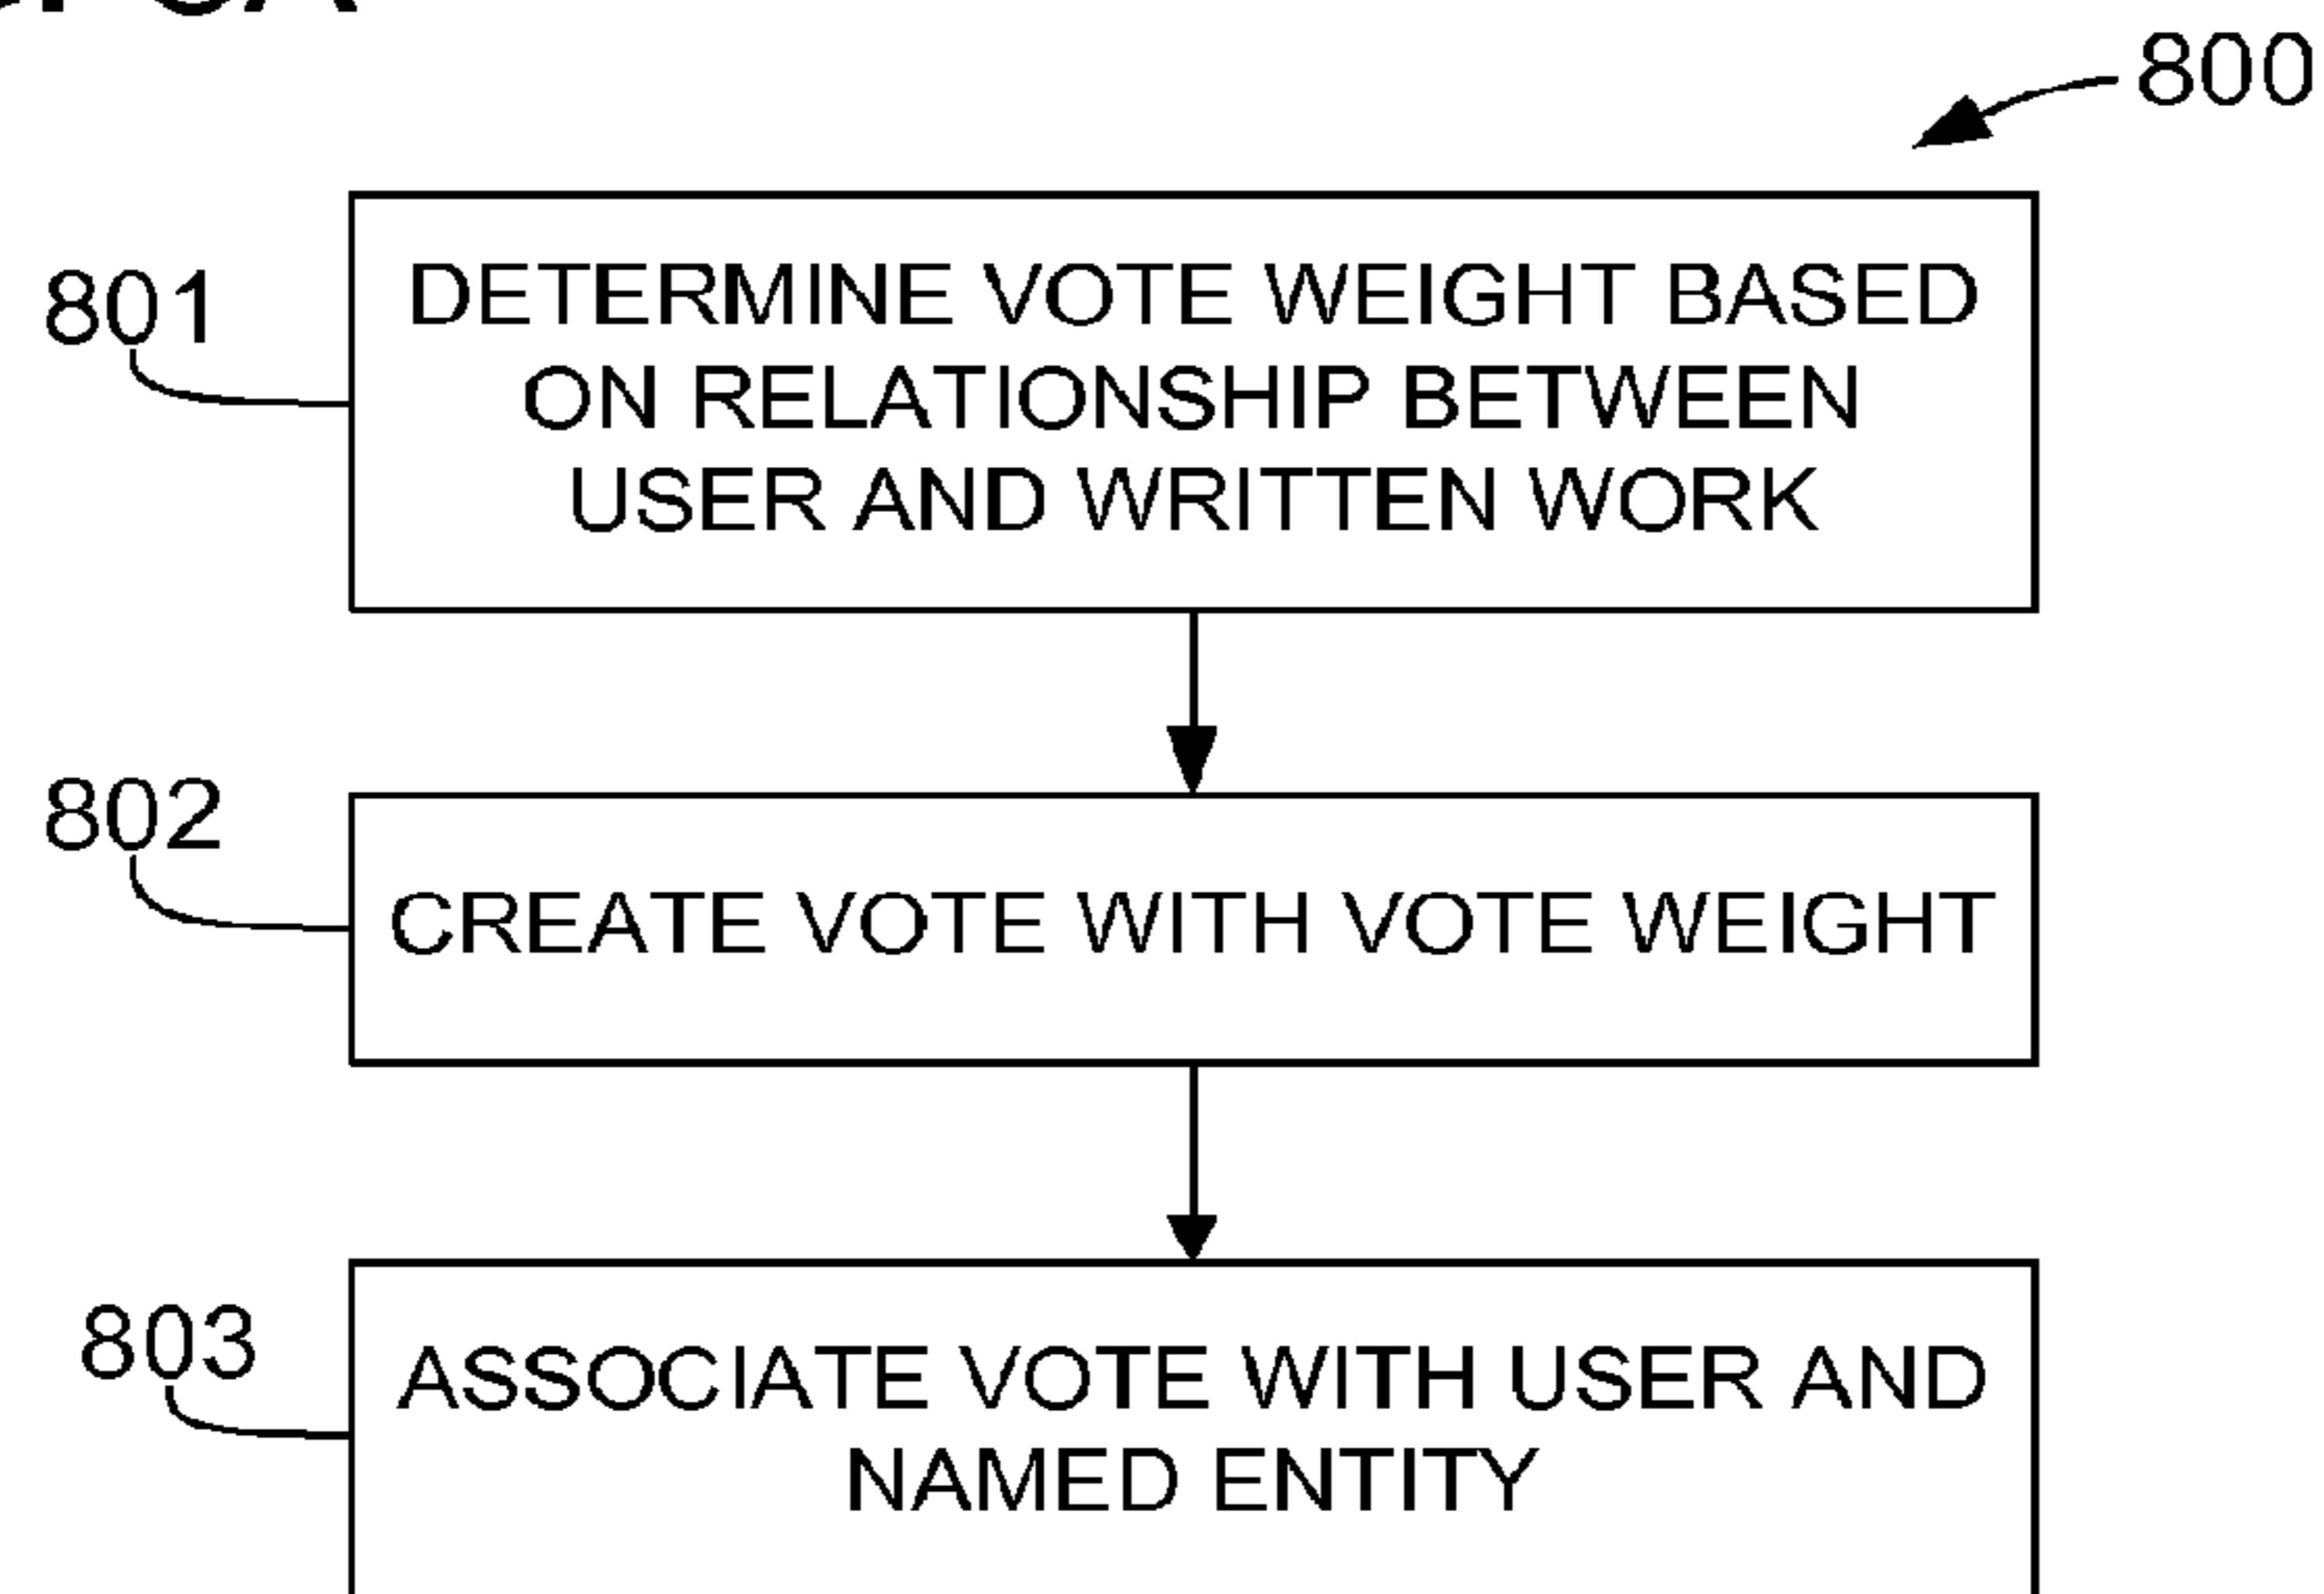 800
801
DETERMINE VOTE WEIGHT BASED
ON RELATIONSHIP BETWEEN
USER AND WRITTEN WORK
802
CREATE VOTE WITH VOTE WEIGHT
803
ASSOCIATE VOTE WITH USER AND
NAMED ENTITY